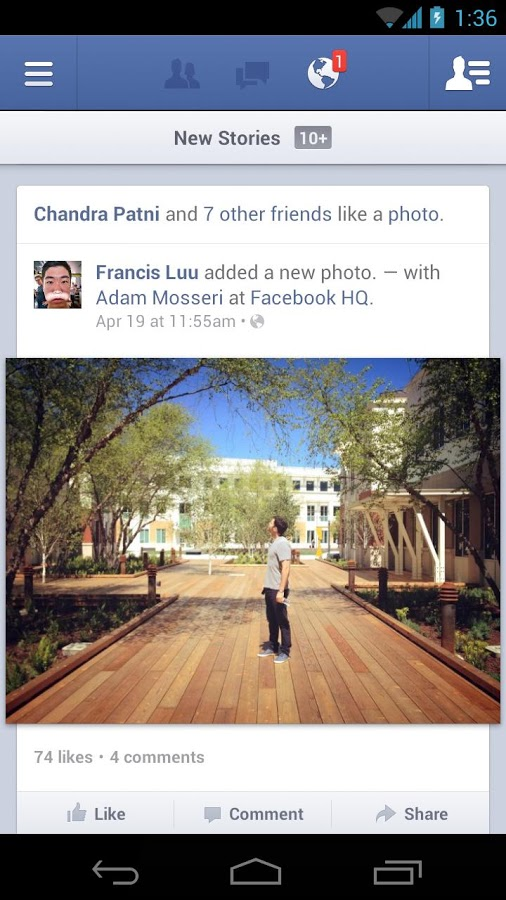 1:36
1
New Stories 10+
Chandra Patni and 7 other friends like a photo.
Francis Luu added a new photo. — with
Adam Mosseri at Facebook HQ.
Apr 19 at 11:55am •
74 likes • 4 comments
Like Comment Share